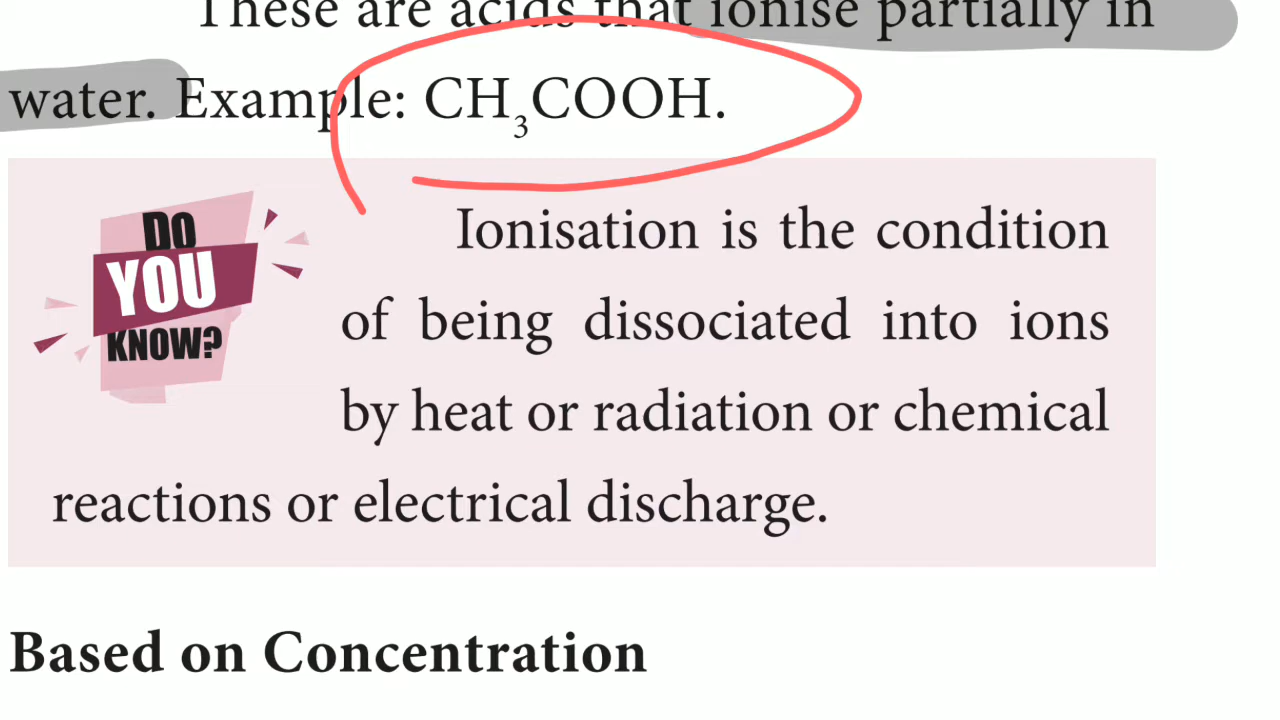 These are acids that ionise partially in
water. Example: CH₃COOH.
DO
YOU
KNOW?
Ionisation is the condition
of being dissociated into ions
by heat or radiation or chemical
reactions or electrical discharge.
Based on Concentration